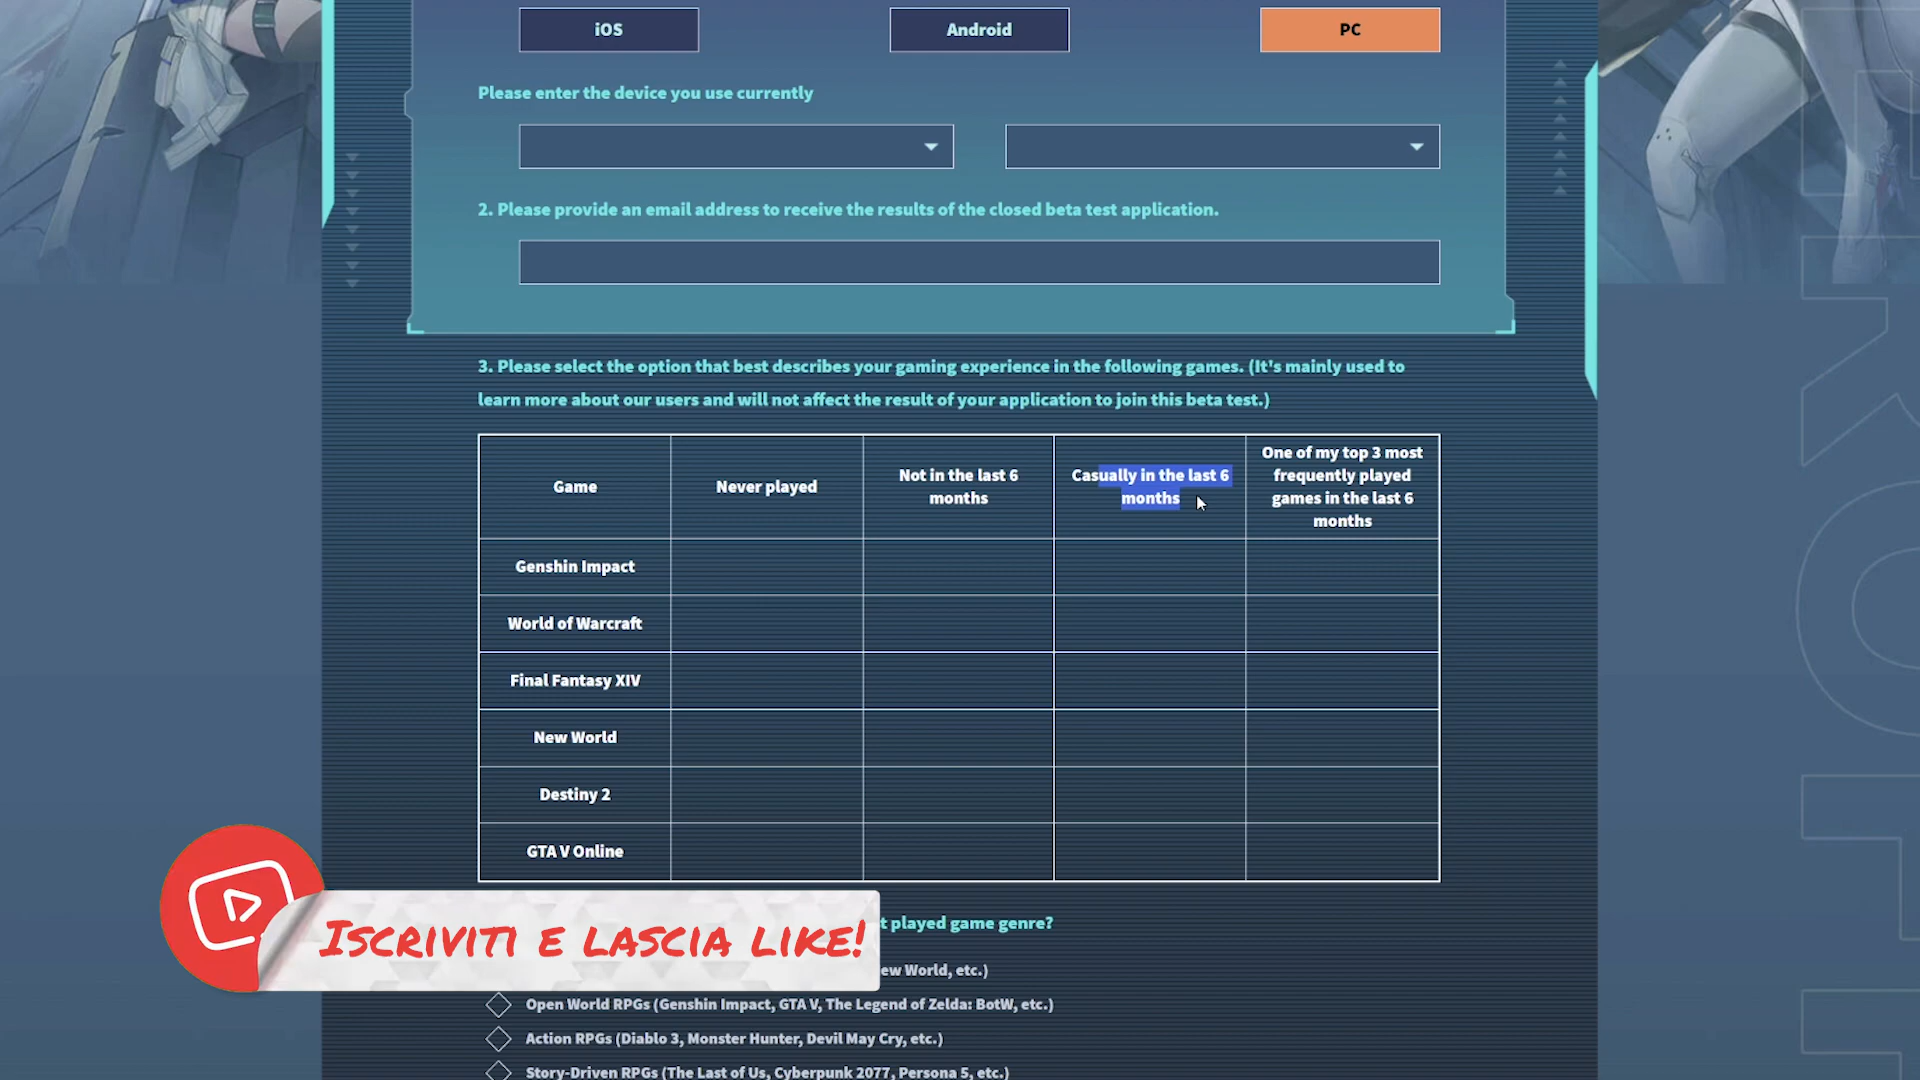 iOS
Android
PC
Please enter the device you use currently
2. Please provide an email address to receive the results of the closed beta test application.
3. Please select the option that best describes your gaming experience in the following games. (It's mainly used to
learn more about our users and will not affect the result of your application to join this beta test.)
Game
Never played
Not in the last 6
months
Casually in the last 6
months
One of my top 3 most
frequently played
games in the last 6
months
Genshin Impact
World of Warcraft
Final Fantasy XIV
New World
Destiny 2
GTA V Online
t played game genre?
ew World, etc.)
Iscriviti e lascia like!
Open World RPGs (Genshin Impact, GTA V, The Legend of Zelda: BotW, etc.)
Action RPGs (Diablo 3, Monster Hunter, Devil May Cry, etc.)
Story-Driven RPGs (The Last of Us, Cyberpunk 2077, Persona 5, etc.)